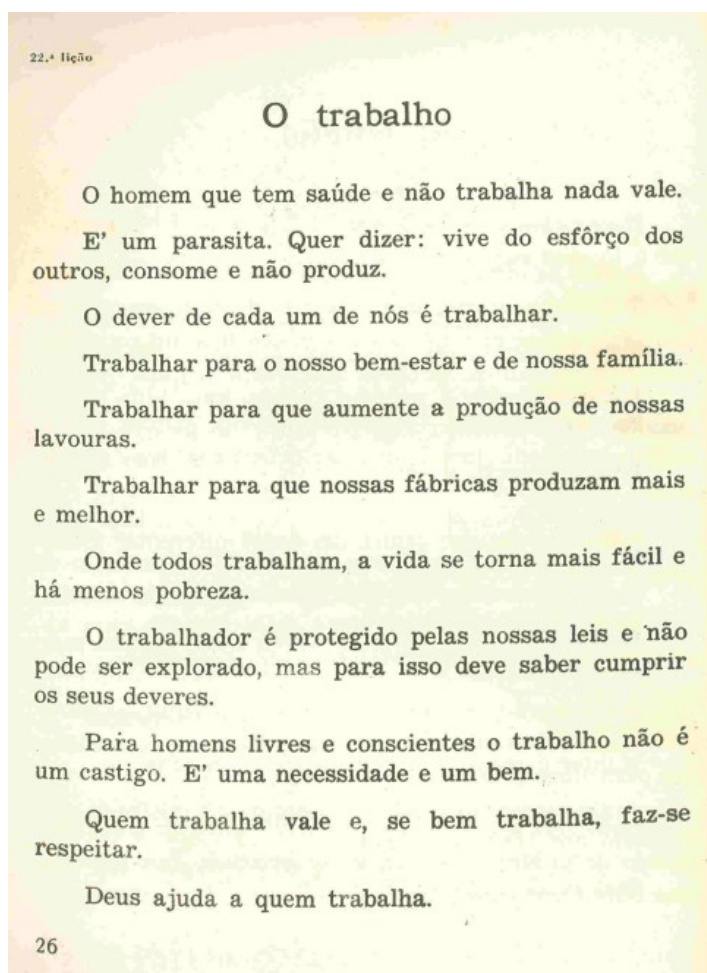 22.ª lição
O trabalho
O homem que tem saúde e não trabalha nada vale.
E' um parasita. Quer dizer: vive do esfôrço dos
outros, consome e não produz.
O dever de cada um de nós é trabalhar.
Trabalhar para o nosso bem-estar e de nossa família.
Trabalhar para que aumente a produção de nossas
lavouras.
Trabalhar para que nossas fábricas produzam mais
e melhor.
Onde todos trabalham, a vida se torna mais fácil e
há menos pobreza.
O trabalhador é protegido pelas nossas leis e não
pode ser explorado, mas para isso deve saber cumprir
os seus deveres.
Para homens livres e conscientes o trabalho não é
um castigo. E' uma necessidade e um bem.
Quem trabalha vale e, se bem trabalha, faz-se
respeitar.
Deus ajuda a quem trabalha.
26